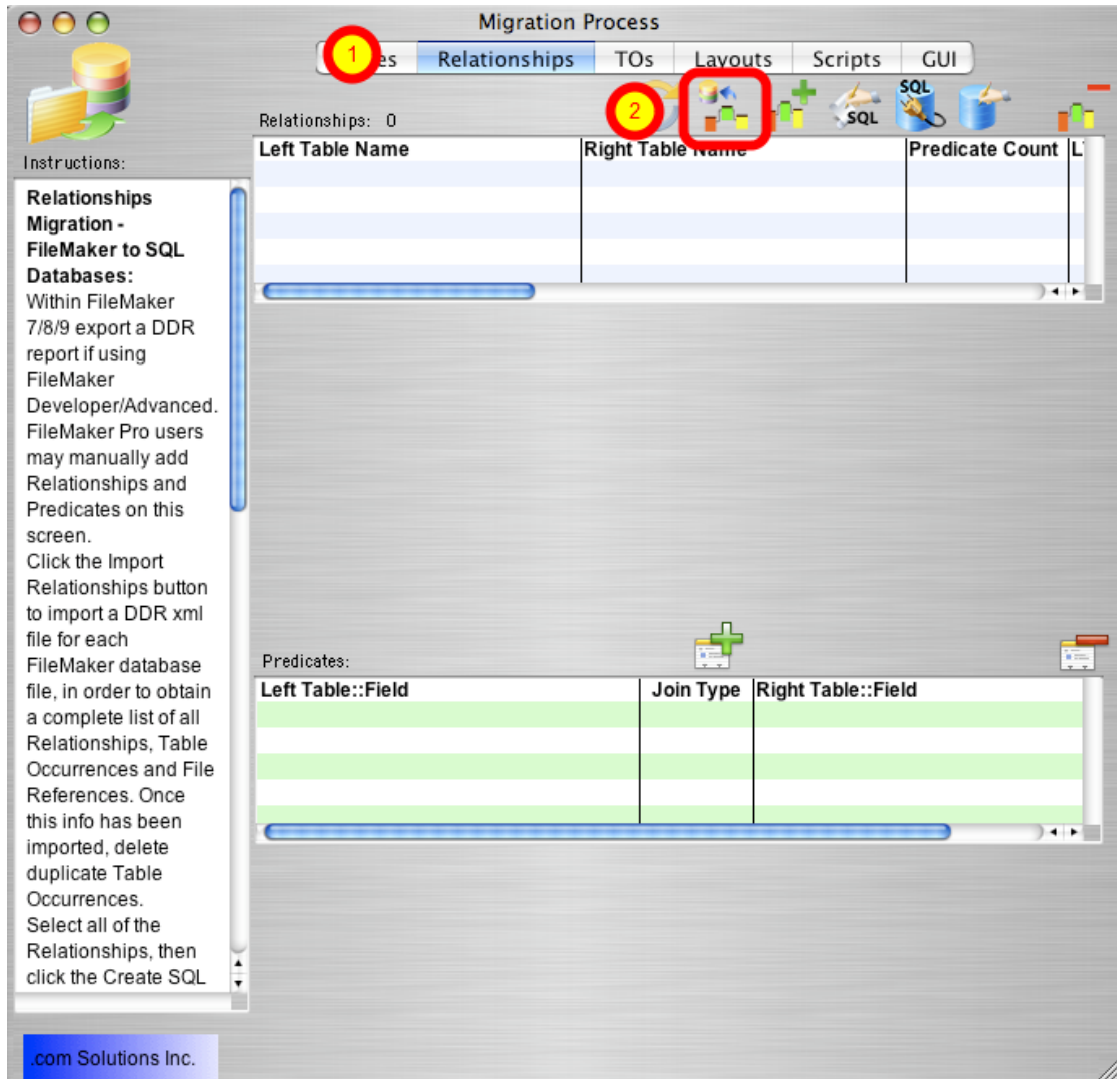 Migration Process
1
es
Relationships
TOs
Layouts
Scripts
GUI
2
SQL
SQL
Relationships: 0
Left Table Name
Right Table Name
Predicate Count
Instructions:
Relationships
Migration -
FileMaker to SQL
Databases:
Within FileMaker
7/8/9 export a DDR
report if using
FileMaker
Developer/Advanced.
FileMaker Pro users
may manually add
Relationships and
Predicates on this
screen.
Click the Import
Relationships button
to import a DDR xml
file for each
FileMaker database
file, in order to obtain
a complete list of all
Relationships, Table
Occurrences and File
References. Once
this info has been
imported, delete
duplicate Table
Occurrences.
Select all of the
Relationships, then
click the Create SQL
Predicates:
Left Table::Field
Join Type
Right Table::Field
.com Solutions Inc.